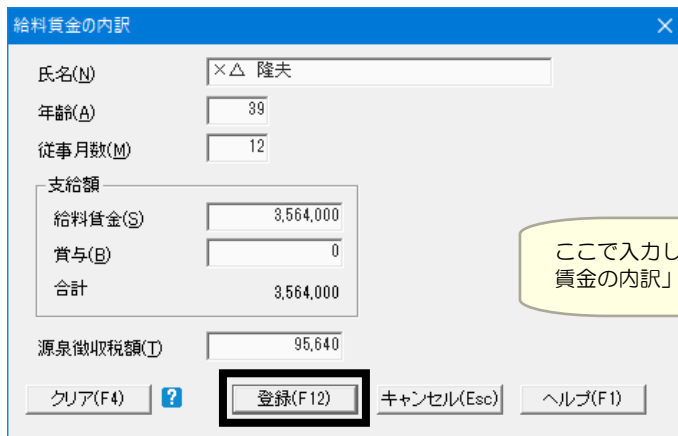 給料賃金の内訳
氏名(N) ×△ 隆夫
年齢(A) 39
従事月数(M) 12
支給額
給料賃金(S) 3,564,000
賞与(B) 0
合計 3,564,000
ここで入力し
賃金の内訳」
源泉徴収税額(T) 95,640
クリア(F4) ? 登録(F12) キャンセル(Esc) ヘルプ(F1)